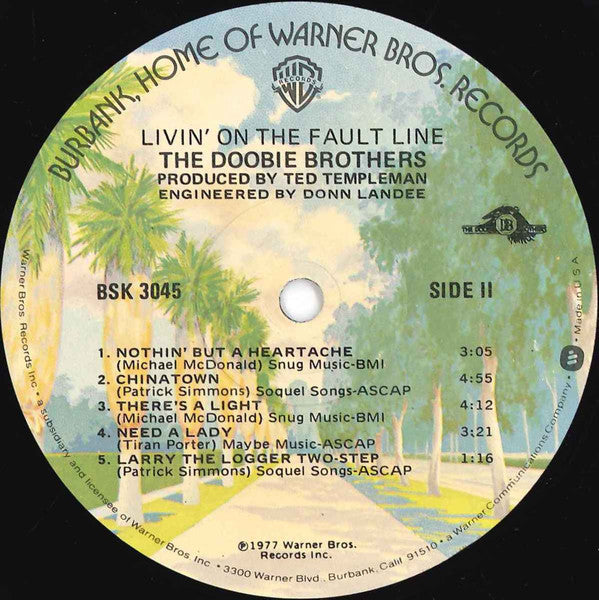 BURBANK, HOME OF WARNER BROS. RECORDS
RECORDS
LIVIN' ON THE FAULT LINE
THE DOOBIE BROTHERS
PRODUCED BY TED TEMPLEMAN
ENGINEERED BY DONN LANDEE
THE DOOBIE BROTHERS
BSK 3045
SIDE II
1. NOTHIN' BUT A HEARTACHE 3:05
(Michael McDonald) Snug Music-BMI
2. CHINATOWN 4:55
(Patrick Simmons) Soquel Songs-ASCAP
3. THERE'S A LIGHT 4:12
(Michael McDonald) Snug Music-BMI
4. NEED A LADY 3:21
(Tiran Porter) Maybe Music-ASCAP
5. LARRY THE LOGGER TWO-STEP 1:16
(Patrick Simmons) Soquel Songs-ASCAP
℗1977 Warner Bros.
Records Inc.
Warner Bros. Records Inc. • a subsidiary and licensee of Warner Bros. Inc. • 3300 Warner Blvd., Burbank, Calif. 91510 • a Warner Communications Company • Made in U.S.A.